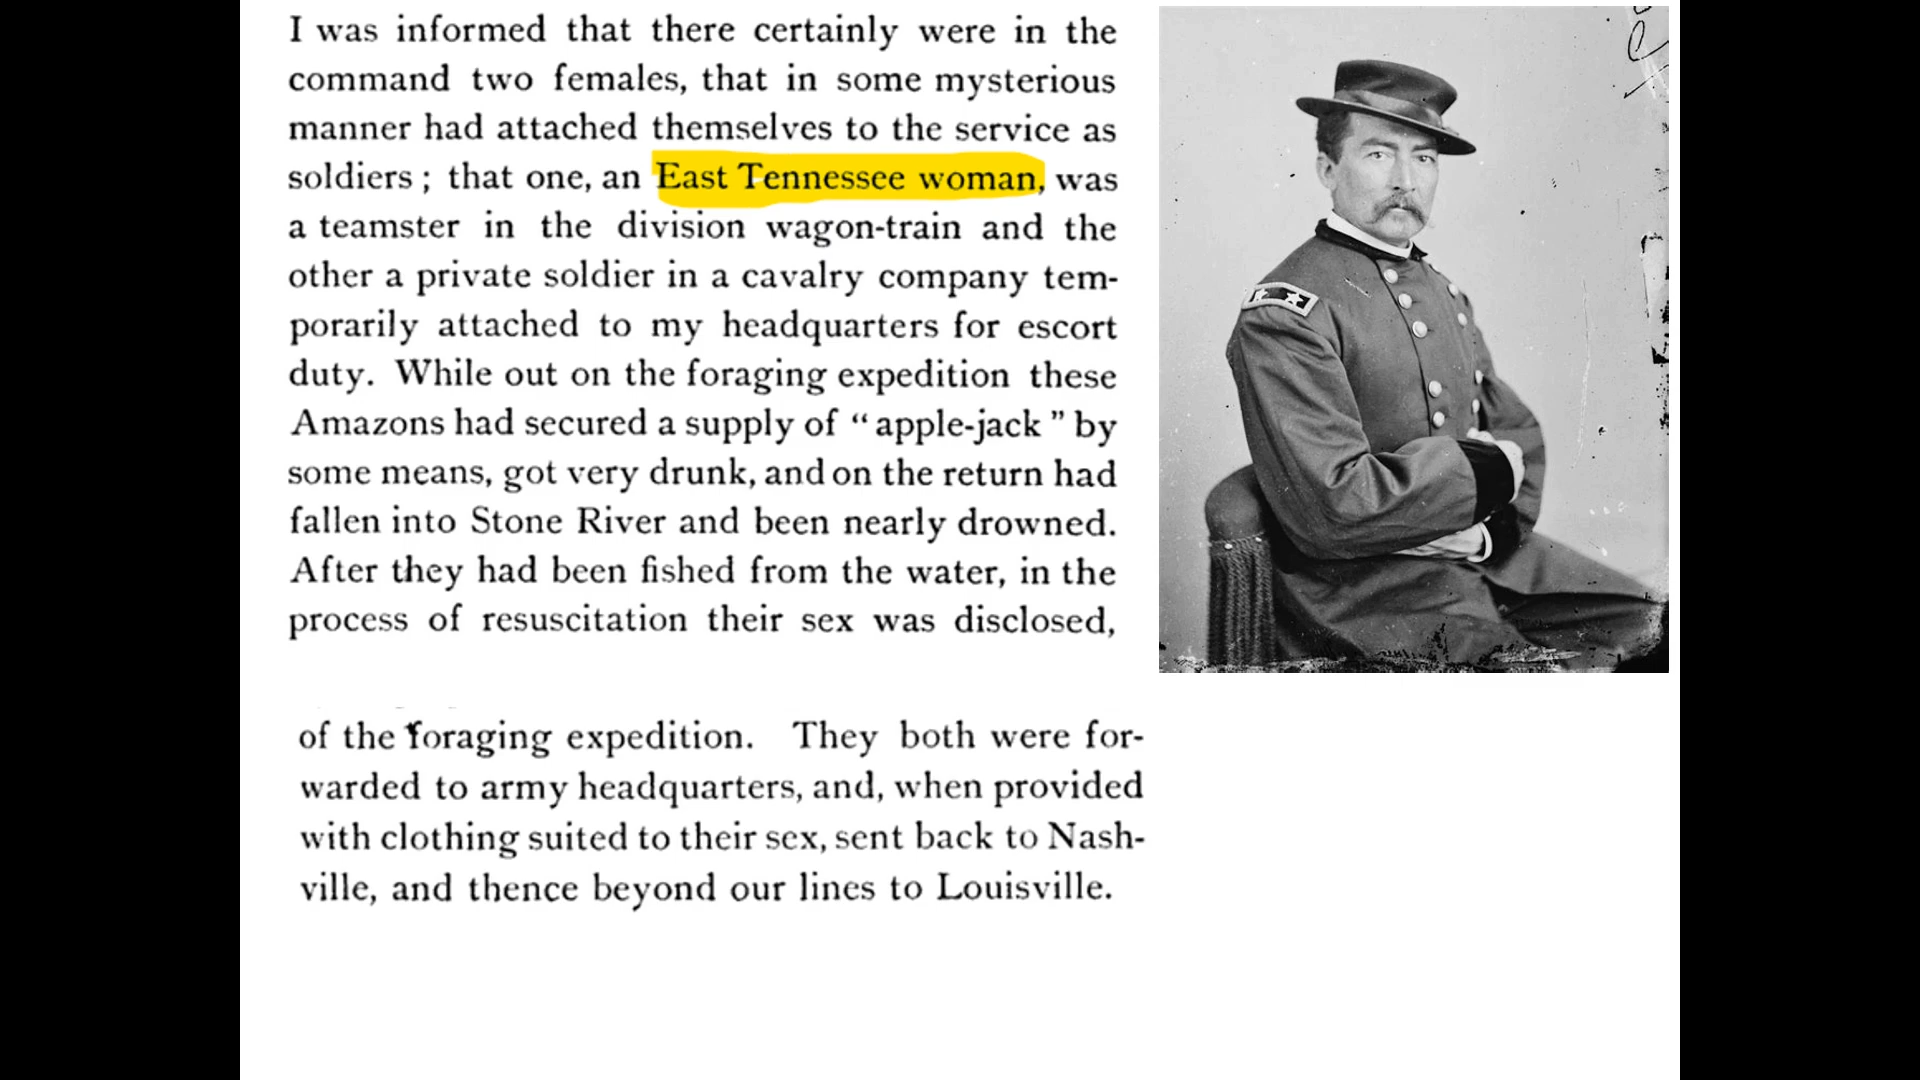 I was informed that there certainly were in the
command two females, that in some mysterious
manner had attached themselves to the service as
soldiers ; that one, an East Tennessee woman, was
a teamster in the division wagon-train and the
other a private soldier in a cavalry company tem-
porarily attached to my headquarters for escort
duty. While out on the foraging expedition these
Amazons had secured a supply of “ apple-jack ” by
some means, got very drunk, and on the return had
fallen into Stone River and been nearly drowned.
After they had been fished from the water, in the
process of resuscitation their sex was disclosed,
of the foraging expedition. They both were for-
warded to army headquarters, and, when provided
with clothing suited to their sex, sent back to Nash-
ville, and thence beyond our lines to Louisville.